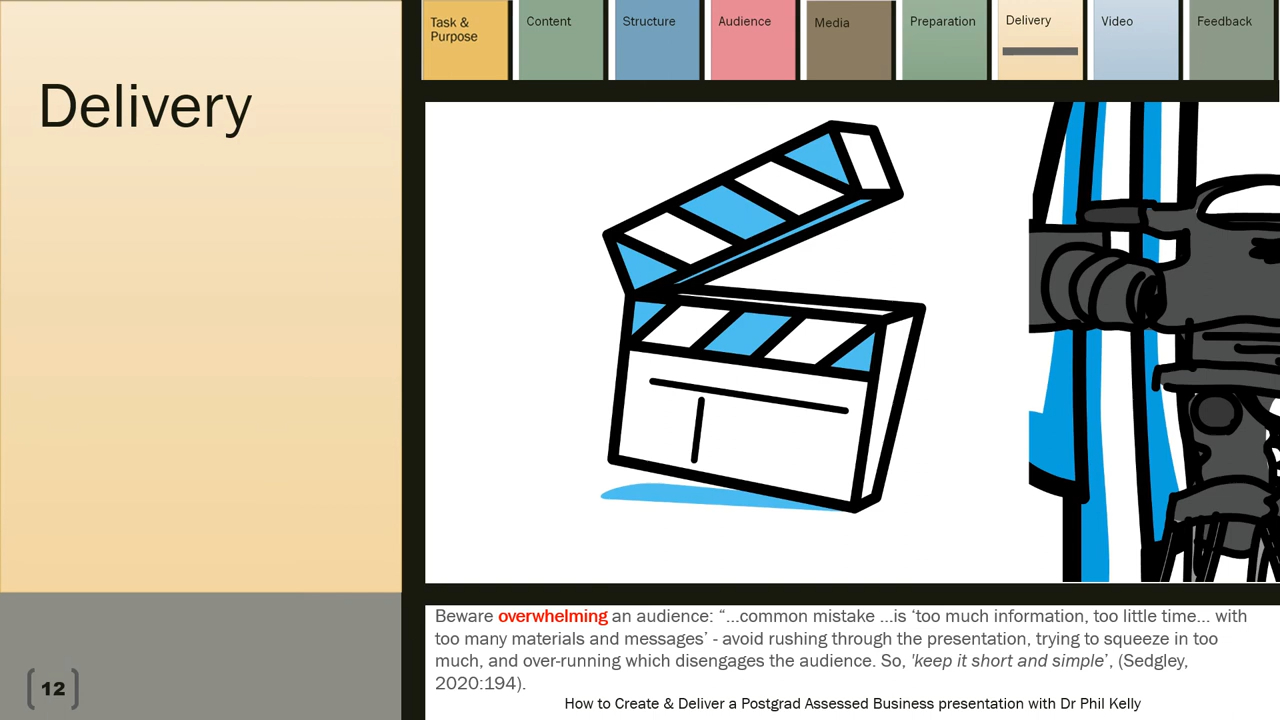 Task &
Purpose
Content
Structure
Audience
Media
Preparation
Delivery
Video
Feedback
Delivery
Beware overwhelming an audience: “...common mistake ...is ‘too much information, too little time... with
too many materials and messages’ - avoid rushing through the presentation, trying to squeeze in too
much, and over-running which disengages the audience. So, 'keep it short and simple’, (Sedgley,
2020:194).
How to Create & Deliver a Postgrad Assessed Business presentation with Dr Phil Kelly
12